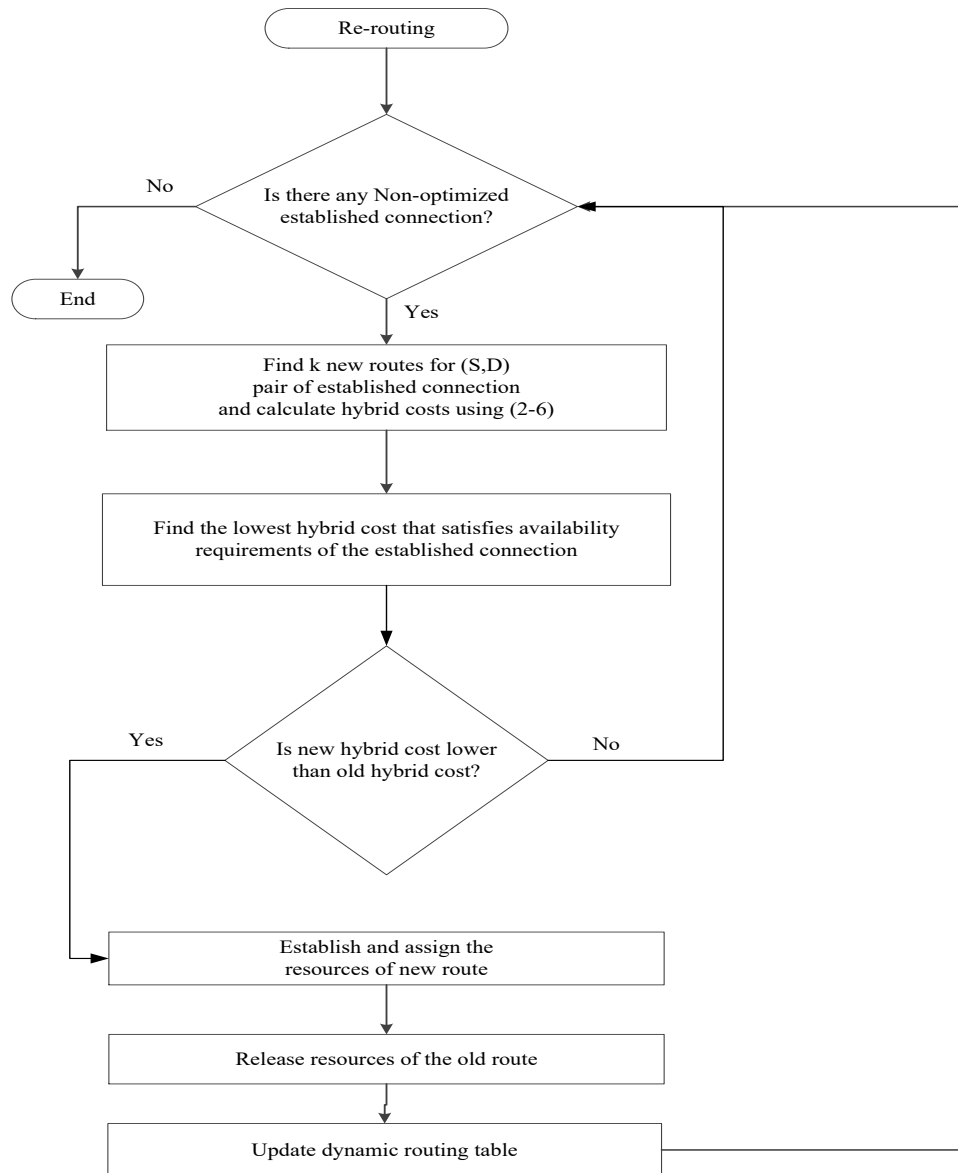 Re-routing
No
Is there any Non-optimized
established connection?
End
Yes
Find k new routes for (S,D)
pair of established connection
and calculate hybrid costs using (2-6)
Find the lowest hybrid cost that satisfies availability
requirements of the established connection
Yes
Is new hybrid cost lower
than old hybrid cost?
No
Establish and assign the
resources of new route
Release resources of the old route
Update dynamic routing table